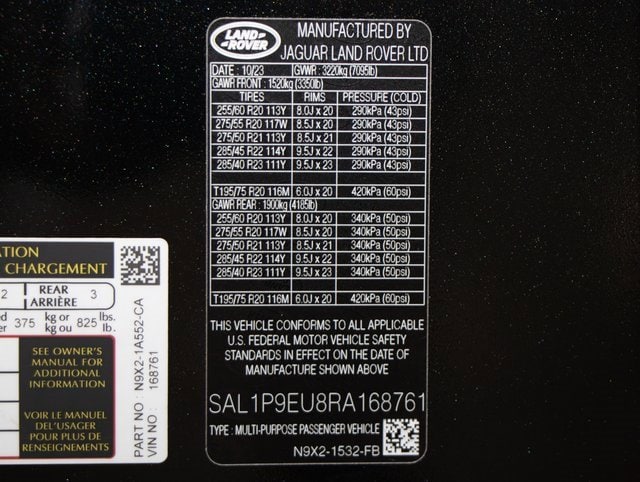 LAND ROVER
MANUFACTURED BY
JAGUAR LAND ROVER LTD
DATE : 10/23 GVWR : 3220kg (7095lb)
GAWR FRONT : 1520kg (3350lb)
TIRES RIMS PRESSURE (COLD)
255/60 R20 113Y 8.0J x 20 290kPa (43psi)
275/55 R20 117W 8.5J x 20 290kPa (43psi)
275/50 R21 113Y 8.5J x 21 290kPa (43psi)
285/45 R22 114Y 9.5J x 22 290kPa (43psi)
285/40 R23 111Y 9.5J x 23 290kPa (43psi)
T195/75 R20 116M 6.0J x 20 420kPa (60psi)
GAWR REAR : 1900kg (4185lb)
255/60 R20 113Y 8.0J x 20 340kPa (50psi)
275/55 R20 117W 8.5J x 20 340kPa (50psi)
275/50 R21 113Y 8.5J x 21 340kPa (50psi)
285/45 R22 114Y 9.5J x 22 340kPa (50psi)
285/40 R23 111Y 9.5J x 23 340kPa (50psi)
T195/75 R20 116M 6.0J x 20 420kPa (60psi)
THIS VEHICLE CONFORMS TO ALL APPLICABLE
U.S. FEDERAL MOTOR VEHICLE SAFETY
STANDARDS IN EFFECT ON THE DATE OF
MANUFACTURE SHOWN ABOVE
SAL1P9EU8RA168761
TYPE : MULTI-PURPOSE PASSENGER VEHICLE
N9X2-1532-FB
ATION
CHARGEMENT
2 REAR ARRIÈRE 3
ed 375 kg or 825 lbs.
er kg ou lb.
SEE OWNER'S
MANUAL FOR
ADDITIONAL
INFORMATION
VOIR LE MANUEL
DE L'USAGER
POUR PLUS DE
RENSEIGNEMENTS
PART NO : N9X2-1A552-CA
VIN NO : 168761